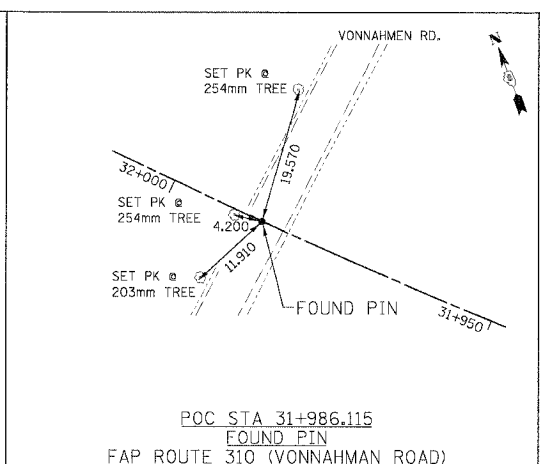 VONNAHMEN RD.
N
SET PK @
254mm TREE
19.570
32+000
SET PK @
254mm TREE
4.200
11.910
SET PK @
203mm TREE
FOUND PIN
31+950
POC STA 31+986.115
FOUND PIN
FAP ROUTE 310 (VONNAHMAN ROAD)